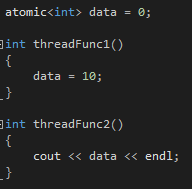 atomic<int> data = 0;
int threadFunc1()
{
    data = 10;
}
int threadFunc2()
{
    cout << data << endl;
}